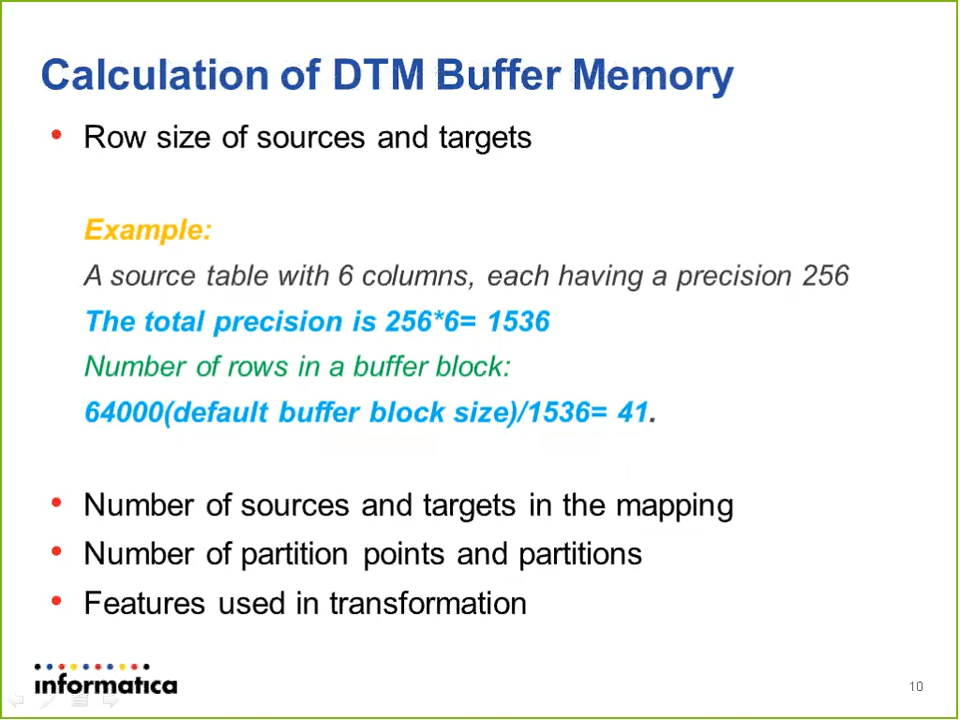 Calculation of DTM Buffer Memory
• Row size of sources and targets
Example:
A source table with 6 columns, each having a precision 256
The total precision is 256*6= 1536
Number of rows in a buffer block:
64000(default buffer block size)/1536= 41.
• Number of sources and targets in the mapping
• Number of partition points and partitions
• Features used in transformation
informatica
10